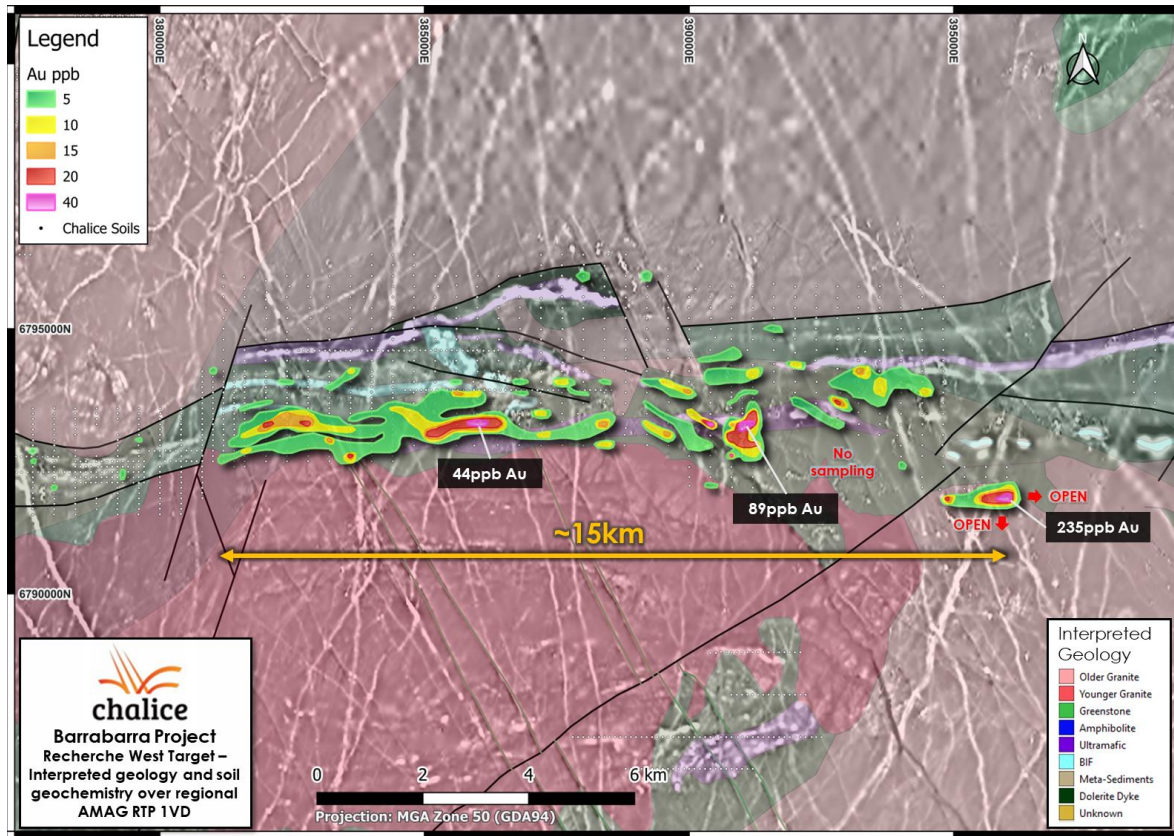 Legend
Au ppb
5
10
15
20
40
Chalice Soils
380000E
385000E
390000E
395000E
N
6795000N
6790000N
44ppb Au
89ppb Au
No
sampling
OPEN
OPEN
235ppb Au
~15km
chalice
Barrabarra Project
Recherche West Target –
Interpreted geology and soil
geochemistry over regional
AMAG RTP 1VD
0 2 4 6 km
Projection: MGA Zone 50 (GDA94)
Interpreted
Geology
Older Granite
Younger Granite
Greenstone
Amphibolite
Ultramafic
BIF
Meta-Sediments
Dolerite Dyke
Unknown